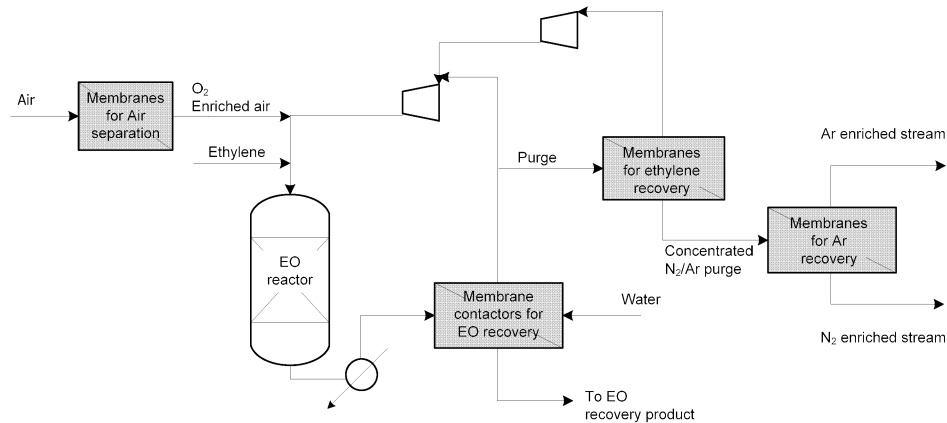 Air
Membranes
for Air
separation
O₂
Enriched air
Ethylene
EO
reactor
Membrane
contactors for
EO recovery
Water
To EO
recovery product
Purge
Membranes
for ethylene
recovery
Concentrated
N₂/Ar purge
Membranes
for Ar
recovery
Ar enriched stream
N₂ enriched stream